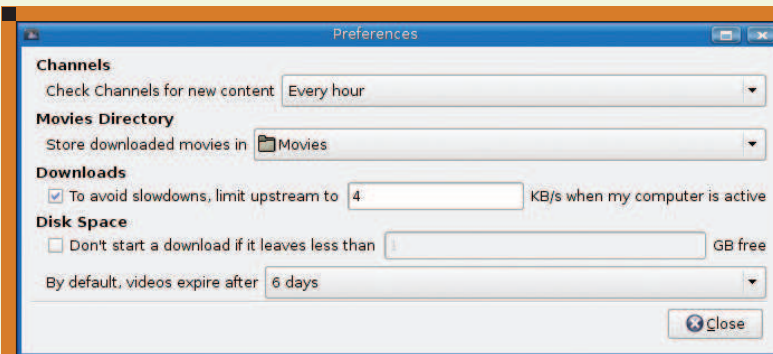 Preferences
Channels
Check Channels for new content Every hour
Movies Directory
Store downloaded movies in Movies
Downloads
To avoid slowdowns, limit upstream to 4 KB/s when my computer is active
Disk Space
Don't start a download if it leaves less than 1 GB free
By default, videos expire after 6 days
Close